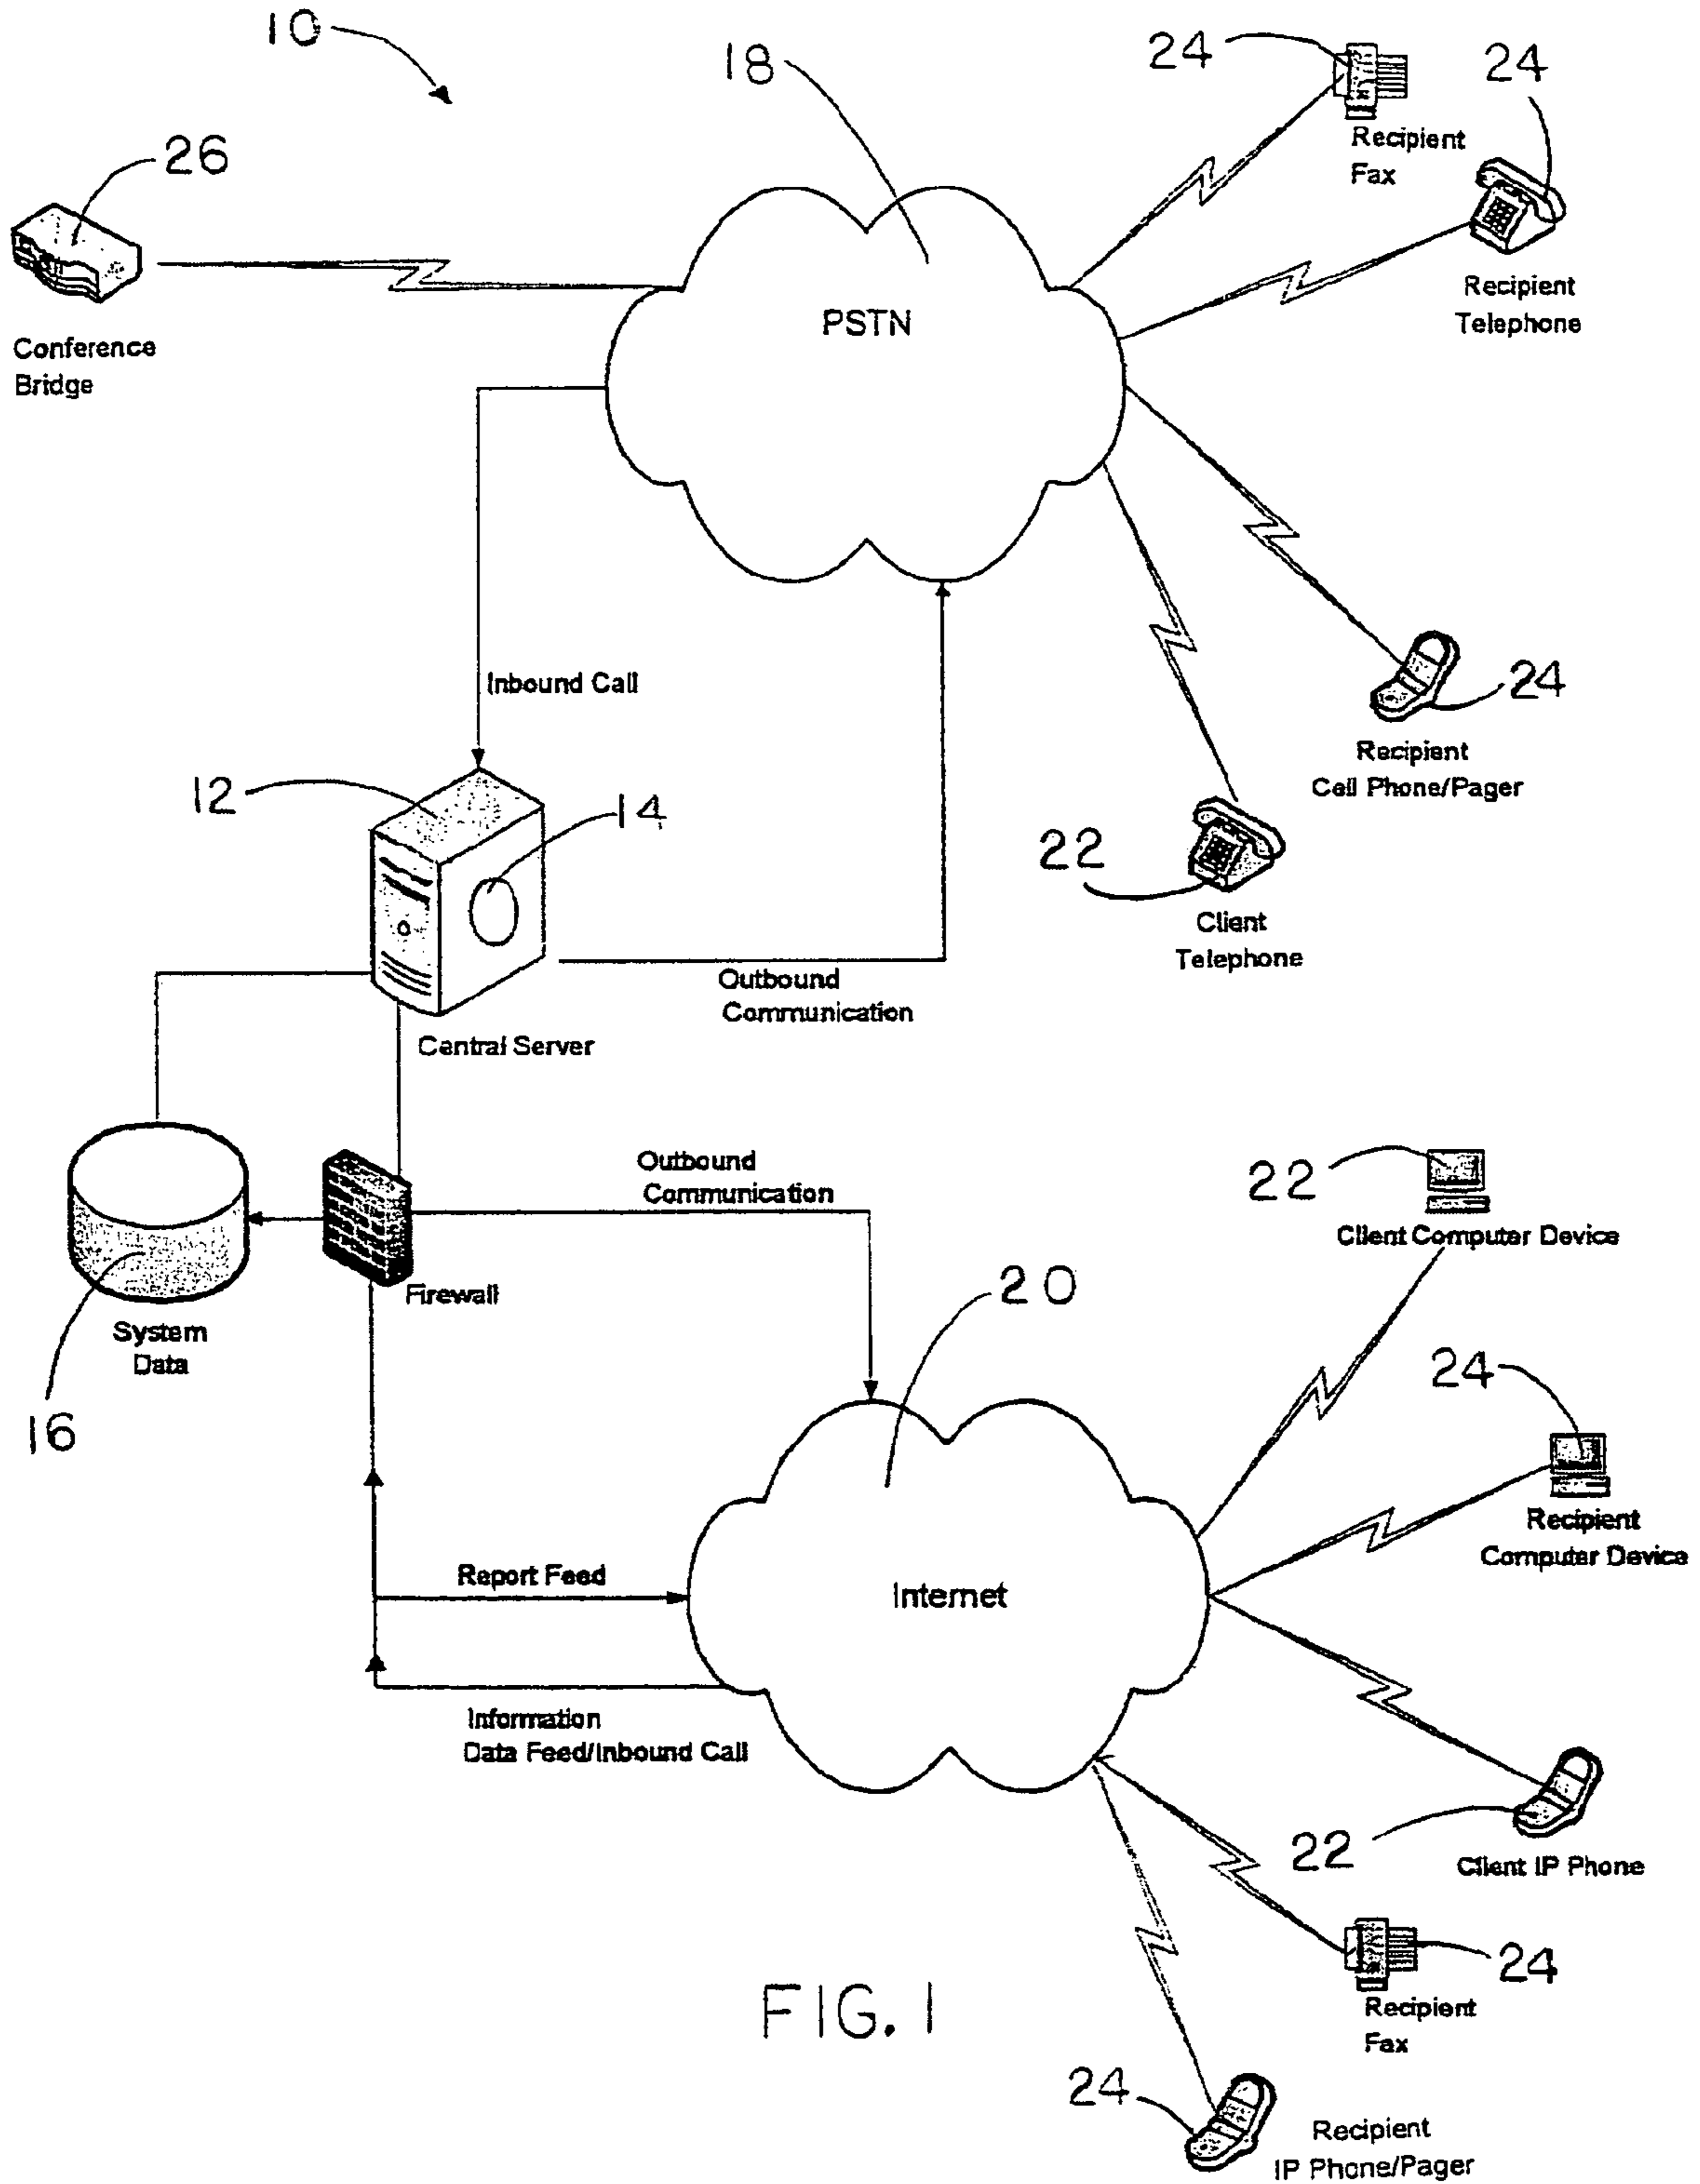 10
18
24
24
26
Recipient
Fax
Recipient
Telephone
PSTN
Conference
Bridge
Inbound Call
24
Recipient
Cell Phone/Pager
12
14
22
Client
Telephone
Outbound
Communication
Central Server
Outbound
Communication
22
Client Computer Device
Firewall
20
System
Data
16
24
Recipient
Computer Device
Report Feed
Internet
Information
Data Feed/Inbound Call
22
Client IP Phone
24
Recipient
Fax
FIG. 1
24
Recipient
IP Phone/Pager